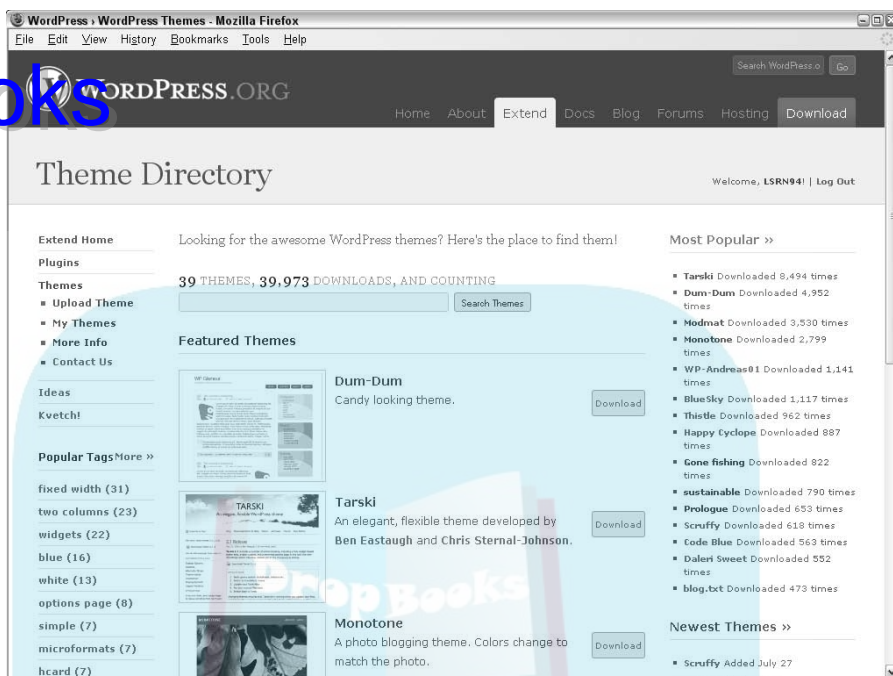 WordPress › WordPress Themes - Mozilla Firefox
File Edit View History Bookmarks Tools Help
oks
WORDPRESS.ORG
Search WordPress.o Go
Home About Extend Docs Blog Forums Hosting Download
Theme Directory
Welcome, LSRN94! | Log Out
Extend Home
Plugins
Themes
Upload Theme
My Themes
More Info
Contact Us
Ideas
Kvetch!
Popular Tags More »
fixed width (31)
two columns (23)
widgets (22)
blue (16)
white (13)
options page (8)
simple (7)
microformats (7)
hcard (7)
Looking for the awesome WordPress themes? Here's the place to find them!
39 THEMES, 39,973 DOWNLOADS, AND COUNTING
Search Themes
Featured Themes
Dum-Dum
Candy looking theme.
Download
TARSKI
Tarski
An elegant, flexible theme developed by
Ben Eastaugh and Chris Sternal-Johnson.
Download
DropBooks
Monotone
A photo blogging theme. Colors change to
match the photo.
Download
Most Popular »
Tarski Downloaded 8,494 times
Dum-Dum Downloaded 4,952
times
Modmat Downloaded 3,530 times
Monotone Downloaded 2,799
times
WP-Andreas01 Downloaded 1,141
times
BlueSky Downloaded 1,117 times
Thistle Downloaded 962 times
Happy Cyclope Downloaded 887
times
Gone fishing Downloaded 822
times
sustainable Downloaded 790 times
Prologue Downloaded 653 times
Scruffy Downloaded 618 times
Code Blue Downloaded 563 times
Daleri Sweet Downloaded 552
times
blog.txt Downloaded 473 times
Newest Themes »
Scruffy Added July 27